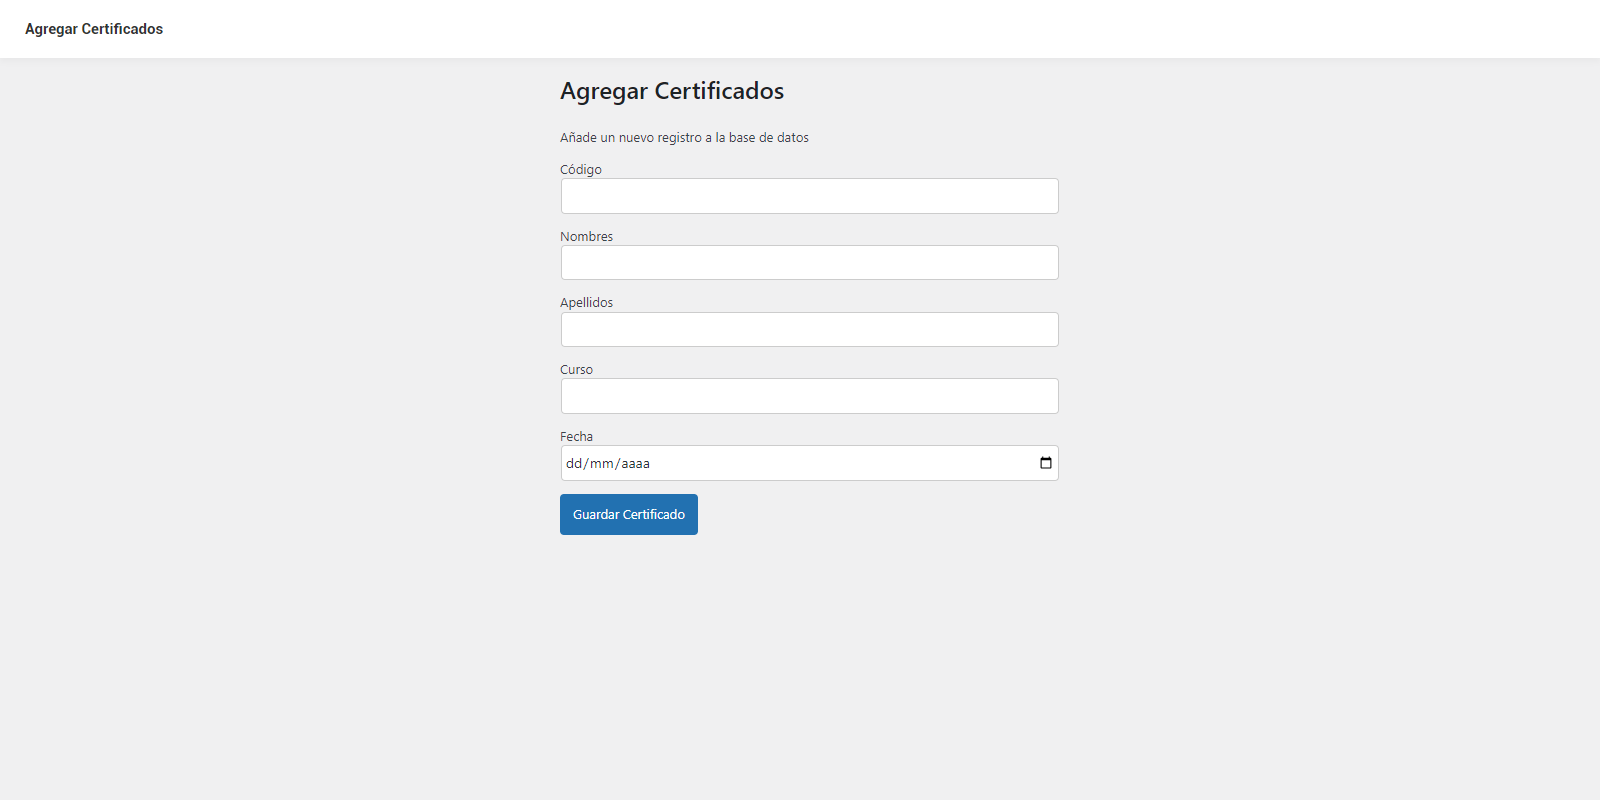 Agregar Certificados
Agregar Certificados
Añade un nuevo registro a la base de datos
Código
Nombres
Apellidos
Curso
Fecha
dd/mm/aaaa
Guardar Certificado